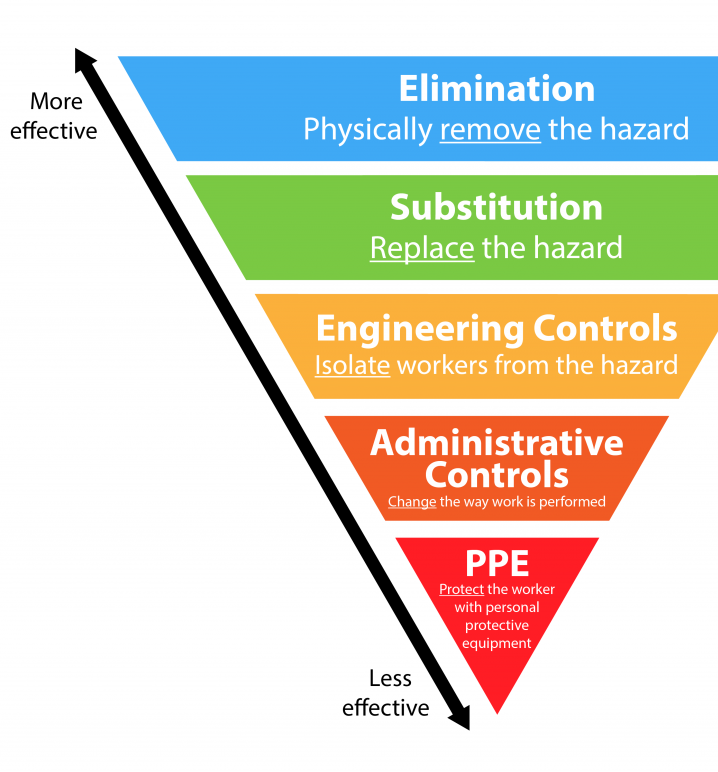 More
effective
Elimination
Physically remove the hazard
Substitution
Replace the hazard
Engineering Controls
Isolate workers from the hazard
Administrative
Controls
Change the way work is performed
PPE
Protect the worker
with personal
protective
equipment
Less
effective